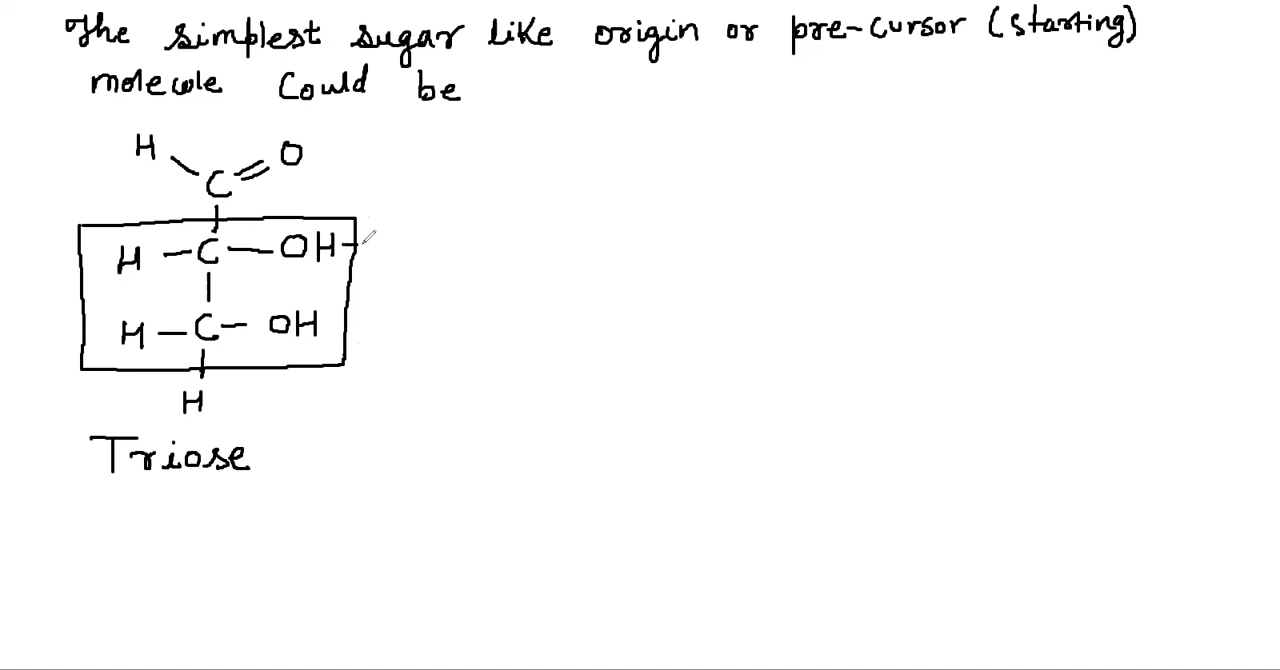 The simplest sugar like origin or pre-cursor (starting)
molecule Could be
H
O
C
H - C - OH -
H - C - OH
H
Triose